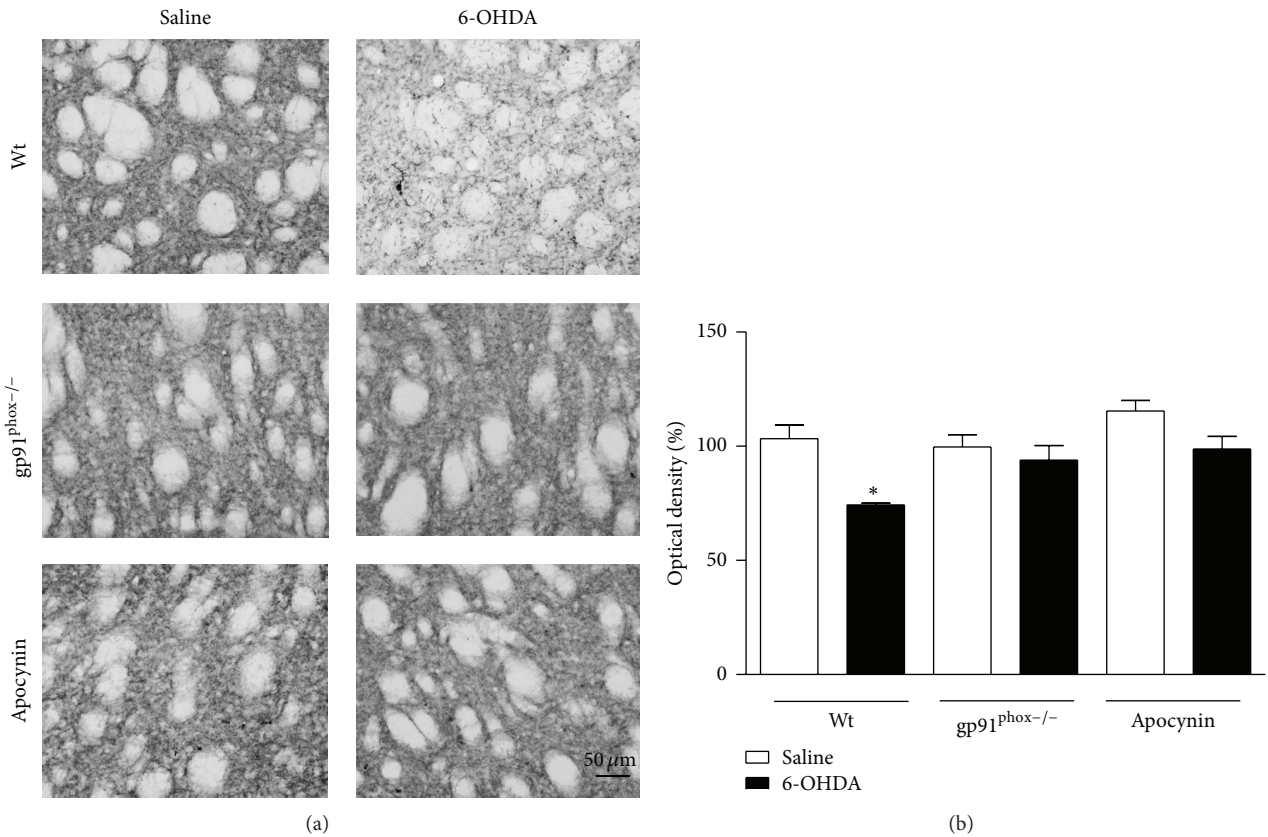 Saline
6-OHDA
Wt
gp91phox−/−
Apocynin
50 μm
(a)
150
100
50
0
Optical density (%)
*
Wt
gp91phox−/−
Apocynin
Saline
6-OHDA
(b)